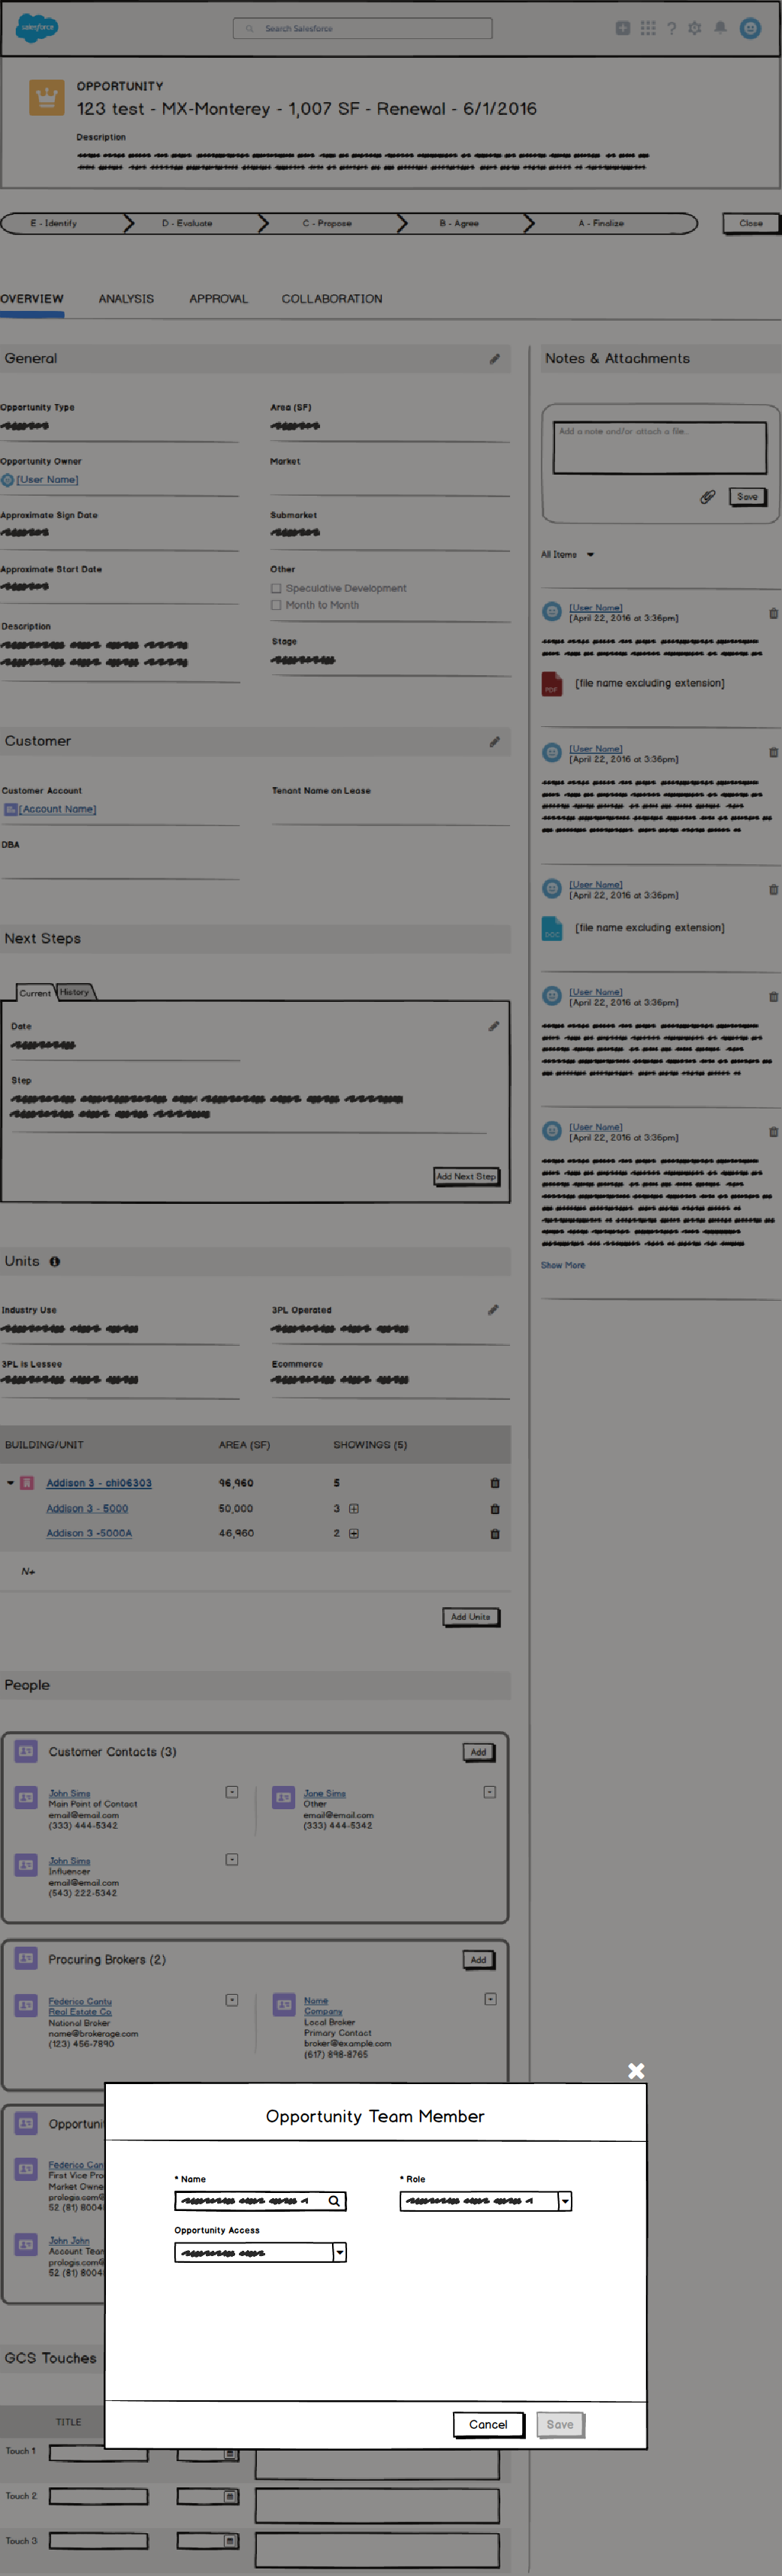 salesforce
Search Salesforce
OPPORTUNITY
123 test - MX-Monterey - 1,007 SF - Renewal - 6/1/2016
Description
E - Identify
D - Evaluate
C - Propose
B - Agree
A - Finalize
Close
OVERVIEW
ANALYSIS
APPROVAL
COLLABORATION
General
Opportunity Type
Area (SF)
Opportunity Owner
[User Name]
Market
Approximate Sign Date
Submarket
Approximate Start Date
Other
Speculative Development
Month to Month
Description
Stage
Customer
Customer Account
[Account Name]
Tenant Name on Lease
DBA
Next Steps
Current
History
Date
Step
Add Next Step
Units
Industry Use
3PL Operated
3PL is Lessee
Ecommerce
BUILDING/UNIT
AREA (SF)
SHOWINGS (5)
Addison 3 - chi06303
96,960
5
Addison 3 - 5000
50,000
3
Addison 3 -5000A
46,960
2
N+
Add Units
People
Customer Contacts (3)
Add
John Sims
Main Point of Contact
email@email.com
(333) 444-5342
Jane Sims
Other
email@email.com
(333) 444-5342
John Sims
Influencer
email@email.com
(543) 222-5342
Procuring Brokers (2)
Add
Federico Cantu
Real Estate Co
National Broker
name@brokerage.com
(123) 456-7890
Name
Company
Local Broker
Primary Contact
broker@example.com
(617) 898-8765
Opportuni
Federico Can
First Vice Pro
Market Owne
prologis.com@
52 (81) 8004
John John
Account Team
prologis.com@
52 (81) 8004
GCS Touches
TITLE
Touch 1
Touch 2
Touch 3
Notes & Attachments
Add a note and/or attach a file...
Save
All Items
[User Name]
[April 22, 2016 at 3:36pm]
PDF
[file name excluding extension]
[User Name]
[April 22, 2016 at 3:36pm]
[User Name]
[April 22, 2016 at 3:36pm]
DOC
[file name excluding extension]
[User Name]
[April 22, 2016 at 3:36pm]
[User Name]
[April 22, 2016 at 3:36pm]
Show More
Opportunity Team Member
* Name
* Role
Opportunity Access
Cancel
Save